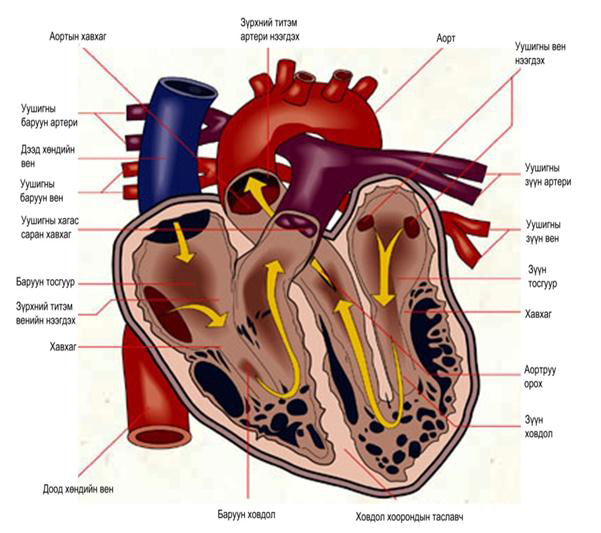 Зүрхний титэм
артери нээгдэх
Аортын хавхаг
Аорт
Уушигны вен
нээгдэх
Уушигны
баруун артери
Дээд хөндийн
вен
Уушигны
баруун вен
Уушигны хагас
саран хавхаг
Баруун тосгуур
Зүрхний титэм
венийн нээгдэх
Хавхаг
Доод хөндийн вен
Баруун ховдол
Ховдол хоорондын таславч
Уушигны
зүүн артери
Уушигны
зүүн вен
Зүүн
тосгуур
Хавхаг
Аортруу
орох
Зүүн
ховдол